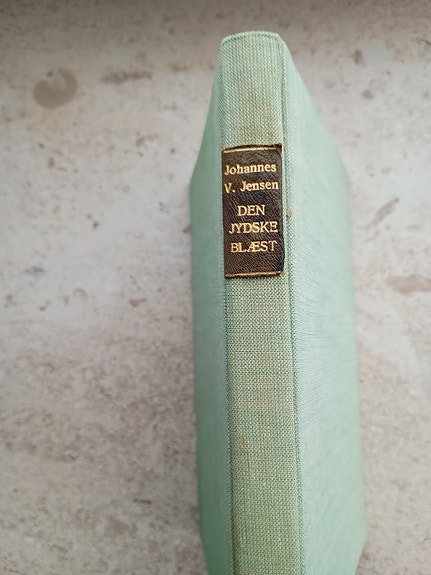 Johannes
V. Jensen
DEN
JYDSKE
BLÆST